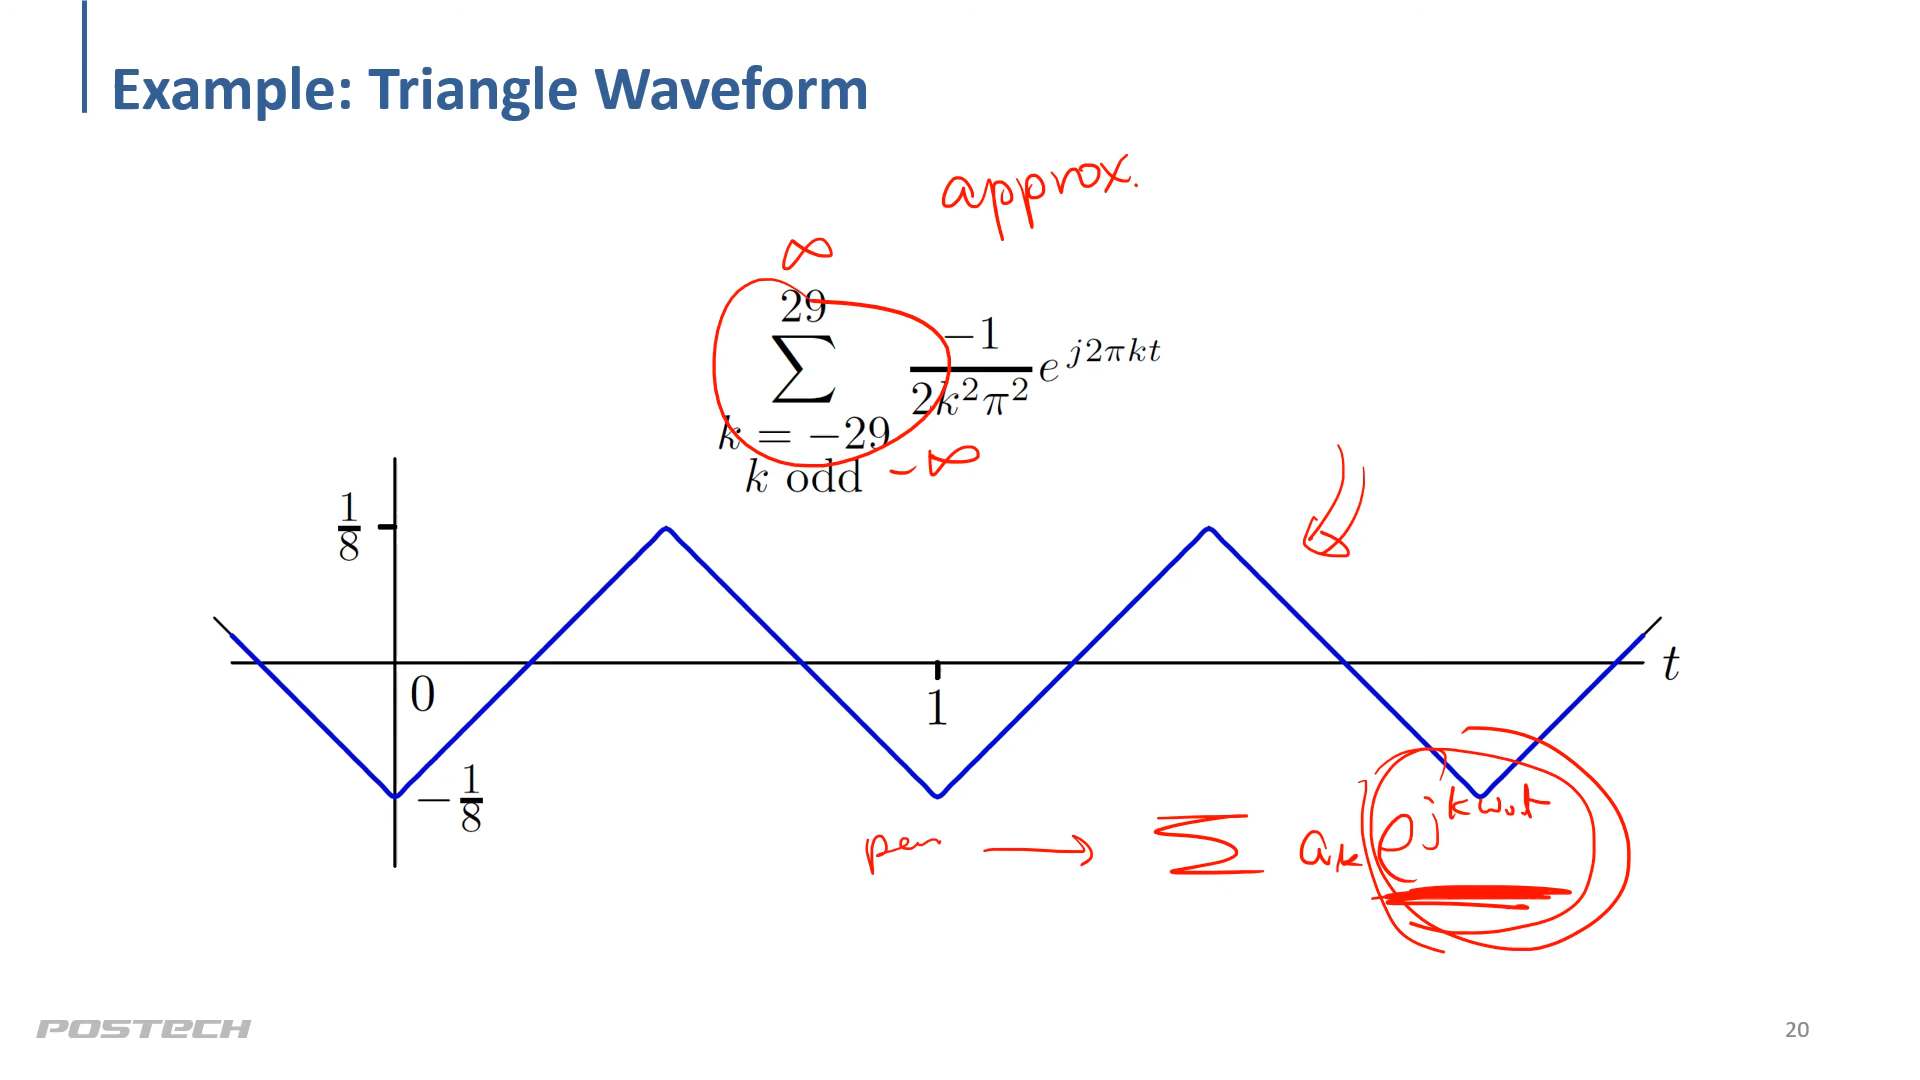 Example: Triangle Waveform
approx.
∞
29
∑ −1/(2k²π²) e^{j2πkt}
k = −29
k odd −∞
1/8
t
0
1
−1/8
per → ∑ aₖ e^{jkω₀t}
POSTECH
20